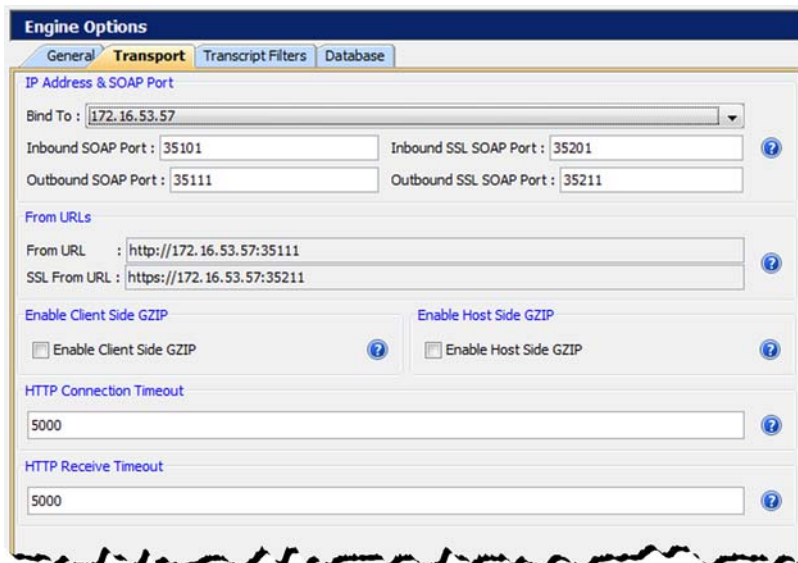 Engine Options
General Transport Transcript Filters Database
IP Address & SOAP Port
Bind To : 172.16.53.57
Inbound SOAP Port : 35101 Inbound SSL SOAP Port : 35201
Outbound SOAP Port : 35111 Outbound SSL SOAP Port : 35211
From URLs
From URL : http://172.16.53.57:35111
SSL From URL : https://172.16.53.57:35211
Enable Client Side GZIP Enable Host Side GZIP
Enable Client Side GZIP Enable Host Side GZIP
HTTP Connection Timeout
5000
HTTP Receive Timeout
5000